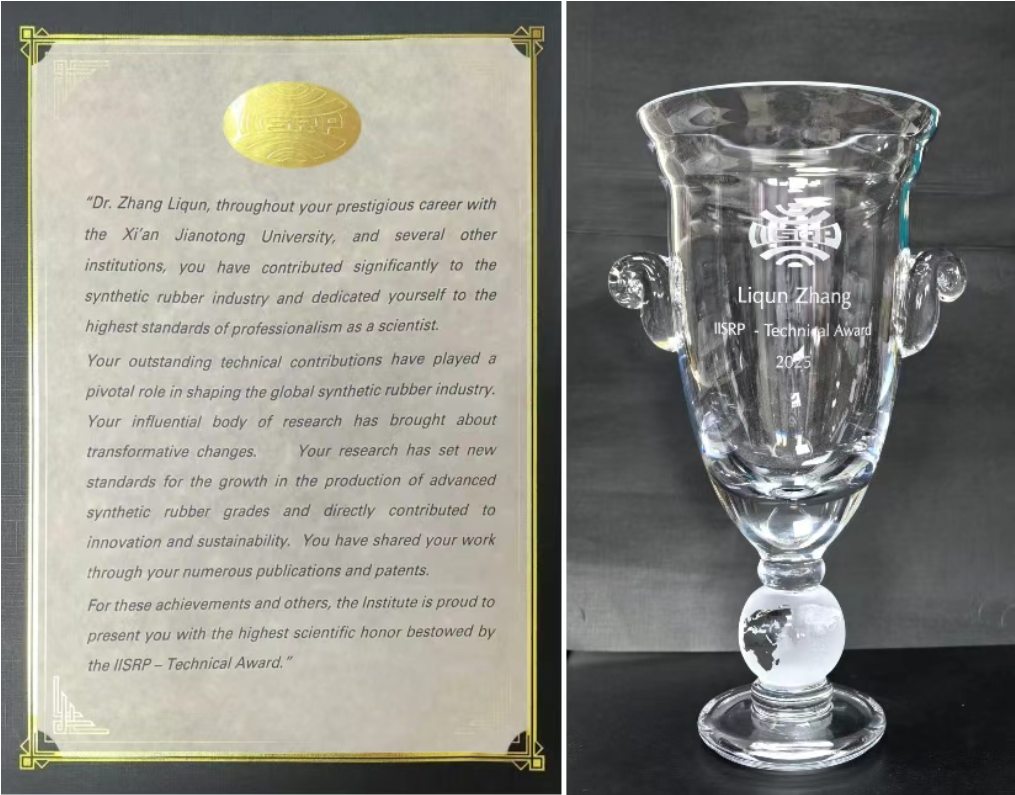 IISRP
“Dr. Zhang Liqun, throughout your prestigious career with
the Xi’an Jianotong University, and several other
institutions, you have contributed significantly to the
synthetic rubber industry and dedicated yourself to the
highest standards of professionalism as a scientist.
Your outstanding technical contributions have played a
pivotal role in shaping the global synthetic rubber industry.
Your influential body of research has brought about
transformative changes. Your research has set new
standards for the growth in the production of advanced
synthetic rubber grades and directly contributed to
innovation and sustainability. You have shared your work
through your numerous publications and patents.
For these achievements and others, the Institute is proud to
present you with the highest scientific honor bestowed by
the IISRP – Technical Award.”
IISRP
Liqun Zhang
IISRP - Technical Award
2025